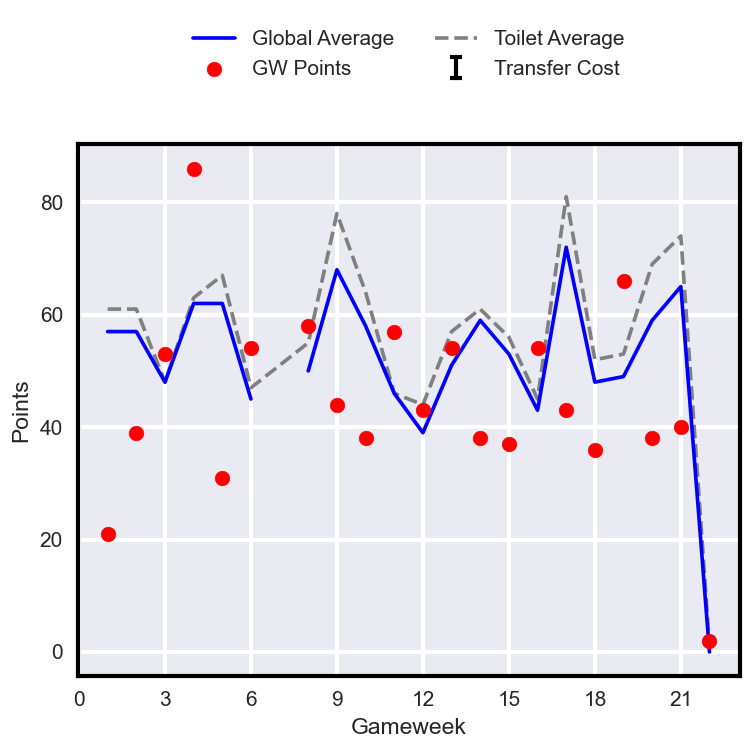 Global Average Toilet Average
GW Points Transfer Cost
80
60
40
20
0
Points
0 3 6 9 12 15 18 21
Gameweek